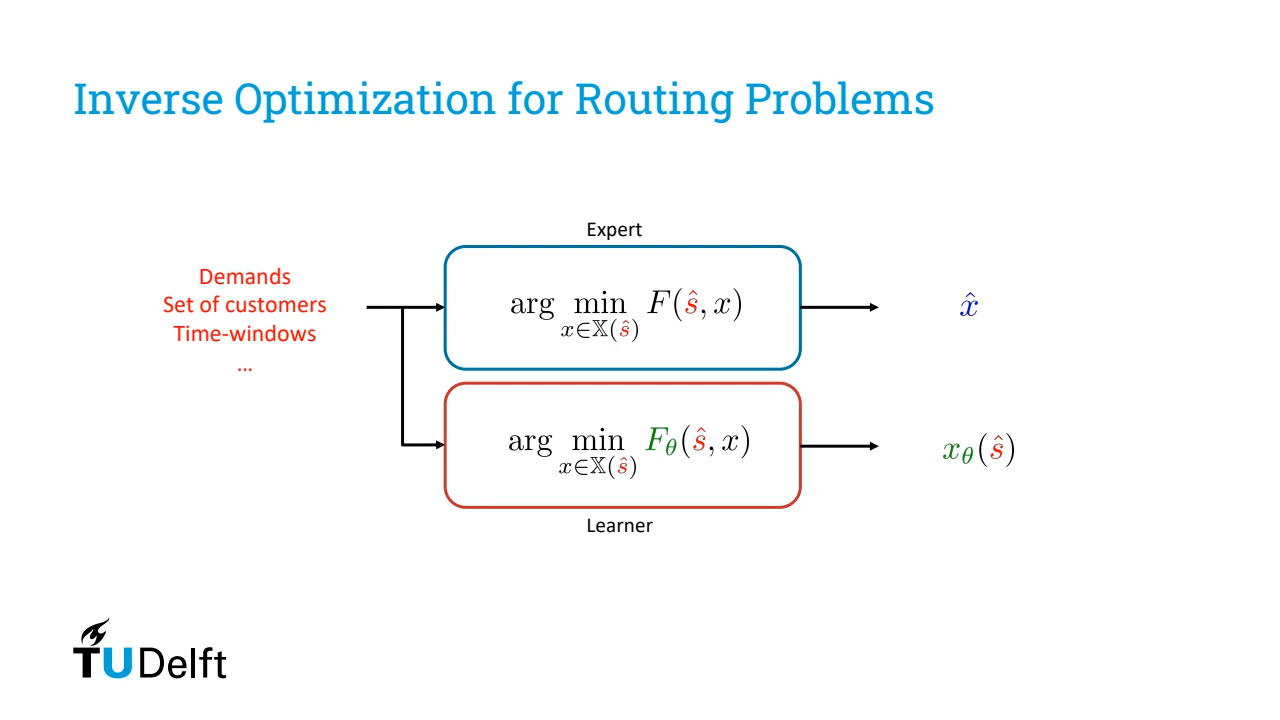 Inverse Optimization for Routing Problems
Expert
Demands
Set of customers
Time-windows
...
arg min F(ŝ, x)
x∈𝕏(ŝ)
x̂
arg min F_θ(ŝ, x)
x∈𝕏(ŝ)
x_θ(ŝ)
Learner
TUDelft